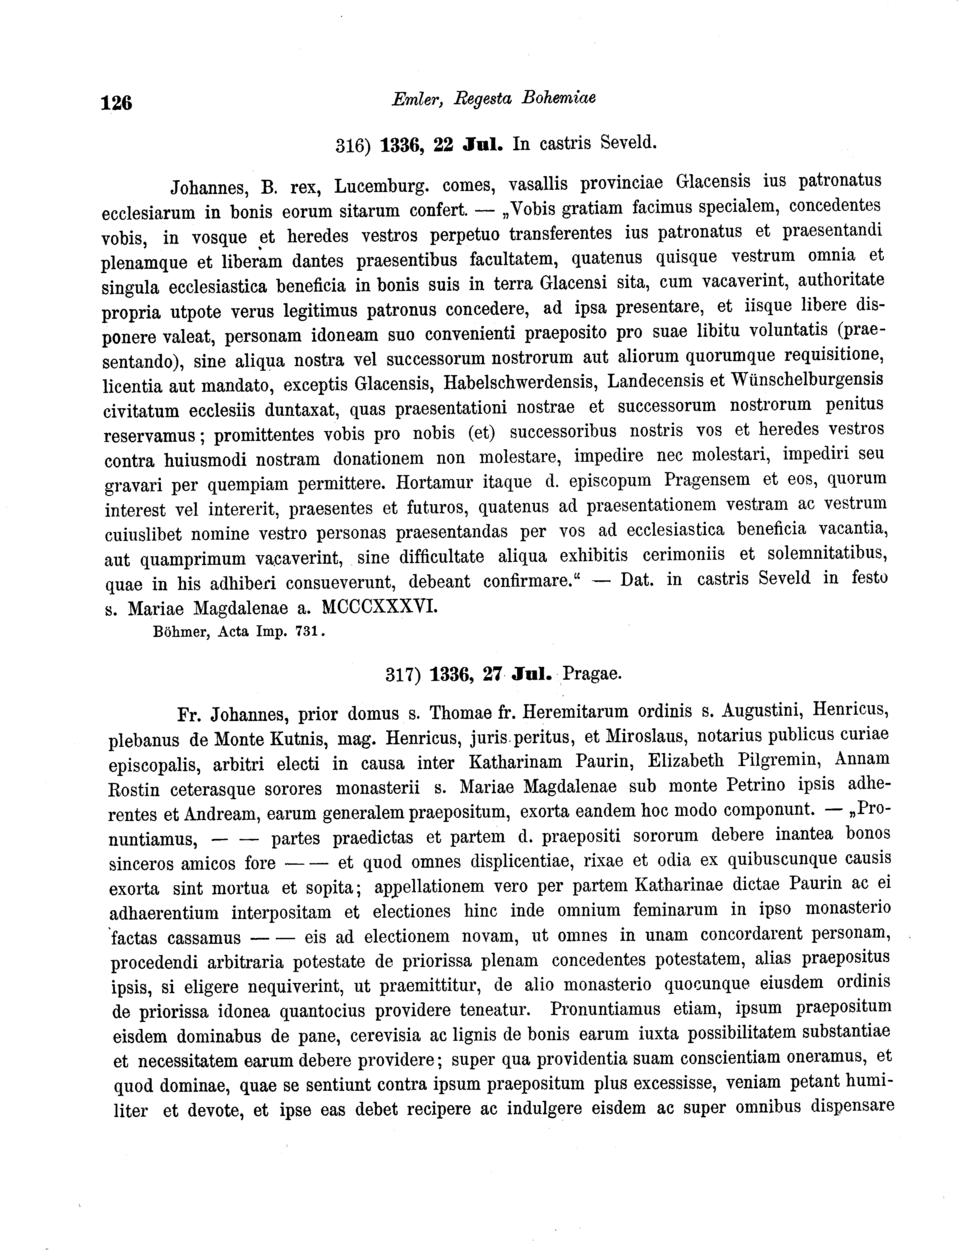 126
Emler, Regesta Bohemiae
316) 1336, 22 Jul. In castris Seveld.
Johannes, B. rex, Lucemburg. comes, vasallis provinciae Glacensis ius patronatus
ecclesiarum in bonis eorum sitarum confert. — „Vobis gratiam facimus specialem, concedentes
vobis, in vosque et heredes vestros perpetuo transferentes ius patronatus et praesentandi
plenamque et liberam dantes praesentibus facultatem, quatenus quisque vestrum omnia et
singula ecclesiastica beneficia in bonis suis in terra Glacensi sita, cum vacaverint, authoritate
propria utpote verus legitimus patronus concedere, ad ipsa presentare, et iisque libere dis-
ponere valeat, personam idoneam suo convenienti praeposito pro suae libitu voluntatis (prae-
sentando), sine aliqua nostra vel successorum nostrorum aut aliorum quorumque requisitione,
licentia aut mandato, exceptis Glacensis, Habelschwerdensis, Landecensis et Wünschelburgensis
civitatum ecclesiis duntaxat, quas praesentationi nostrae et successorum nostrorum penitus
reservamus; promittentes vobis pro nobis (et) successoribus nostris vos et heredes vestros
contra huiusmodi nostram donationem non molestare, impedire nec molestari, impediri seu
gravari per quempiam permittere. Hortamur itaque d. episcopum Pragensem et eos, quorum
interest vel intererit, praesentes et futuros, quatenus ad praesentationem vestram ac vestrum
cuiuslibet nomine vestro personas praesentandas per vos ad ecclesiastica beneficia vacantia,
aut quamprimum vacaverint, sine difficultate aliqua exhibitis cerimoniis et solemnitatibus,
quae in his adhiberi consueverunt, debeant confirmare.“ — Dat. in castris Seveld in festo
s. Mariae Magdalenae a. MCCCXXXVI.
Böhmer, Acta Imp. 731.
317) 1336, 27 Jul. Pragae.
Fr. Johannes, prior domus s. Thomae fr. Heremitarum ordinis s. Augustini, Henricus,
plebanus de Monte Kutnis, mag. Henricus, juris peritus, et Miroslaus, notarius publicus curiae
episcopalis, arbitri electi in causa inter Katharinam Paurin, Elizabeth Pilgremin, Annam
Rostin ceterasque sorores monasterii s. Mariae Magdalenae sub monte Petrino ipsis adhe-
rentes et Andream, earum generalem praepositum, exorta eandem hoc modo componunt. — „Pro-
nuntiamus, — — partes praedictas et partem d. praepositi sororum debere inantea bonos
sinceros amicos fore — — et quod omnes displicentiae, rixae et odia ex quibuscunque causis
exorta sint mortua et sopita; appellationem vero per partem Katharinae dictae Paurin ac ei
adhaerentium interpositam et electiones hinc inde omnium feminarum in ipso monasterio
factas cassamus — — eis ad electionem novam, ut omnes in unam concordarent personam,
procedendi arbitraria potestate de priorissa plenam concedentes potestatem, alias praepositus
ipsis, si eligere nequiverint, ut praemittitur, de alio monasterio quocunque eiusdem ordinis
de priorissa idonea quantocius providere teneatur. Pronuntiamus etiam, ipsum praepositum
eisdem dominabus de pane, cerevisia ac lignis de bonis earum iuxta possibilitatem substantiae
et necessitatem earum debere providere; super qua providentia suam conscientiam oneramus, et
quod dominae, quae se sentiunt contra ipsum praepositum plus excessisse, veniam petant humi-
liter et devote, et ipse eas debet recipere ac indulgere eisdem ac super omnibus dispensare